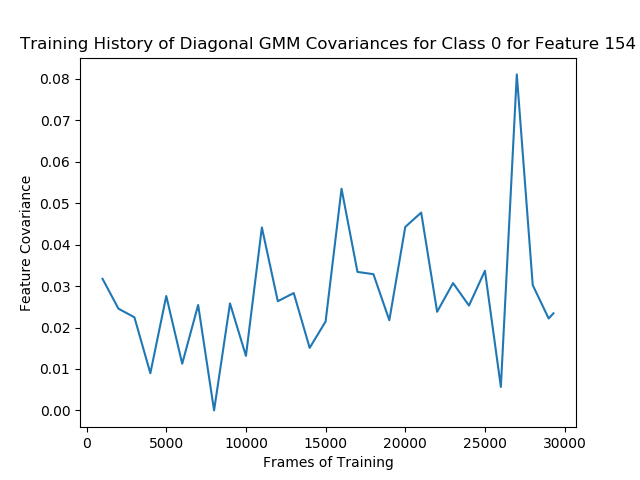 Training History of Diagonal GMM Covariances for Class 0 for Feature 154
0.08
0.07
0.06
0.05
0.04
0.03
0.02
0.01
0.00
Feature Covariance
0 5000 10000 15000 20000 25000 30000
Frames of Training